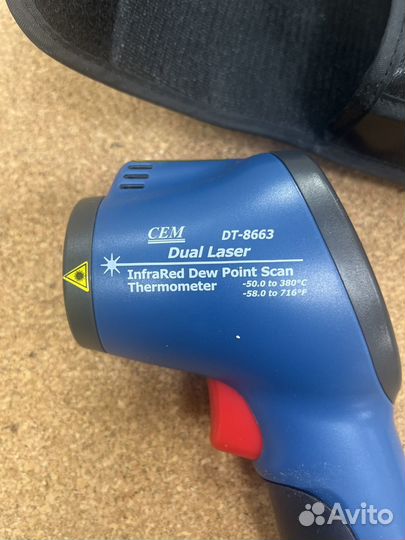 CEM DT-8663
Dual Laser
InfraRed Dew Point Scan
Thermometer -50.0 to 380°C
-58.0 to 716°F
Avito